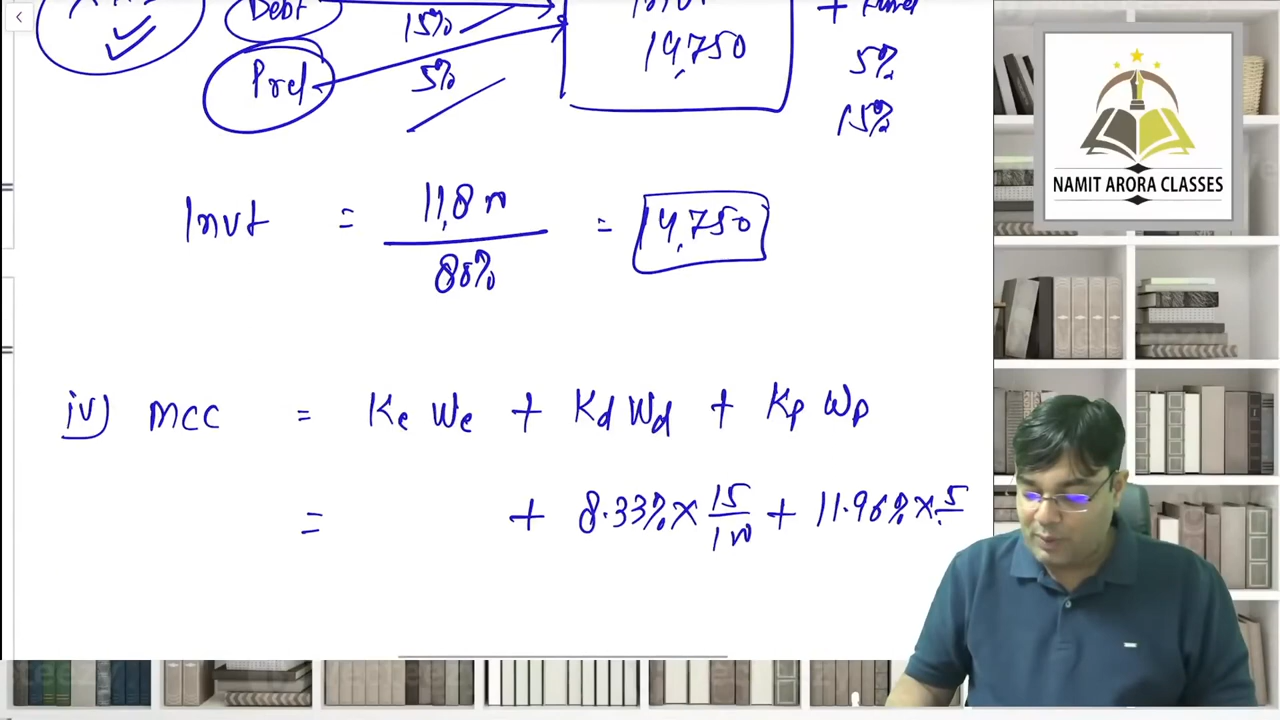 Debt
15%
14,750
5%
Pref
5%
15%
Invt = 11,800 / 80% = 14,750
iv) MCC = Ke We + Kd Wd + Kp Wp
= + 8.33% × 15/100 + 11.96% × 5
NAMIT ARORA CLASSES